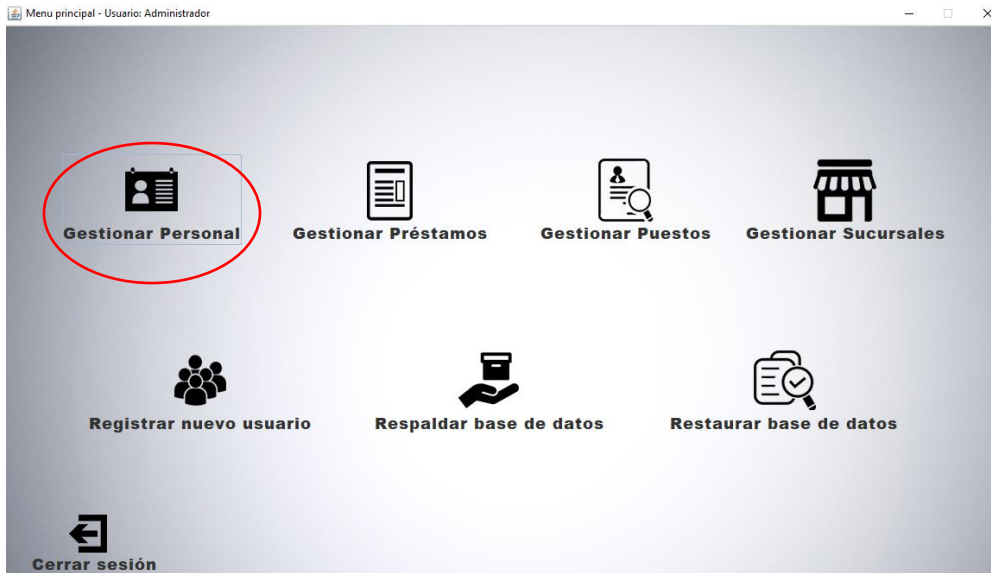 Menu principal - Usuario: Administrador
Gestionar Personal
Gestionar Préstamos
Gestionar Puestos
Gestionar Sucursales
Registrar nuevo usuario
Respaldar base de datos
Restaurar base de datos
Cerrar sesión